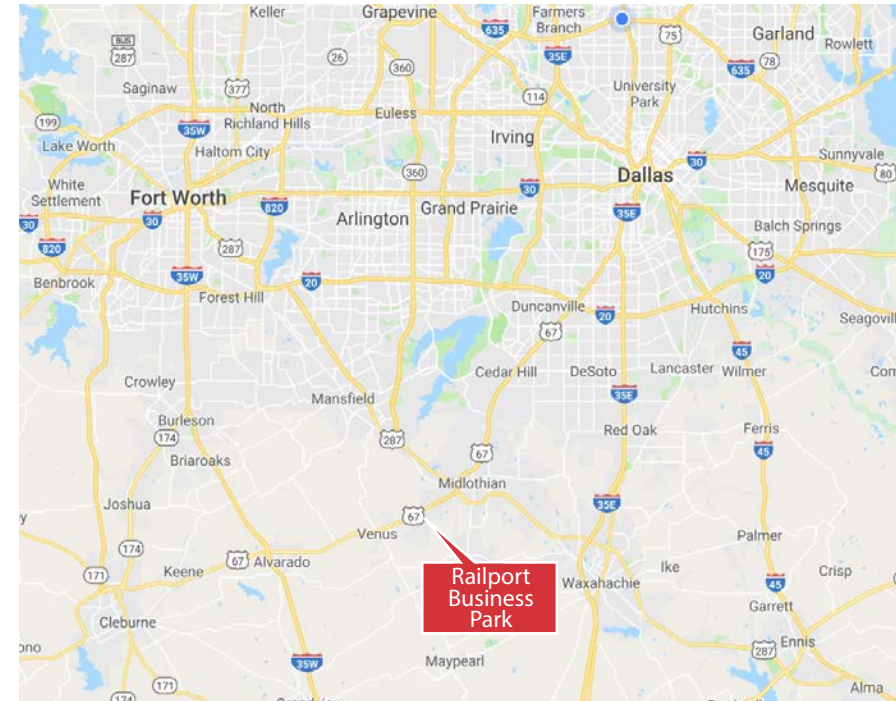 Keller
Grapevine
Farmers
Branch
635
75
Garland
BUS
287
35E
78
Rowlett
26
360
635
Saginaw
377
University
Park
114
North
Richland Hills
Euless
199
35W
Irving
Lake Worth
Haltom City
360
30
Sunnyvale
White
Settlement
Dallas
80
Fort Worth
30
Mesquite
820
Grand Prairie
Arlington
35E
30
30
Balch Springs
820
287
175
35W
20
20
Benbrook
Forest Hill
Duncanville
20
Hutchins
Seagovill
67
45
Crowley
Cedar Hill
DeSoto
Lancaster
Wilmer
Com
Mansfield
35E
Burleson
174
287
Red Oak
Ferris
67
45
Briaroaks
Midlothian
Joshua
35E
y
67
Venus
Palmer
174
67
Alvarado
Keene
171
Railport
Business
Park
Waxahachie
Ike
Crisp
45
Garrett
Cleburne
Ennis
ono
287
35W
Maypearl
171
Alma
174